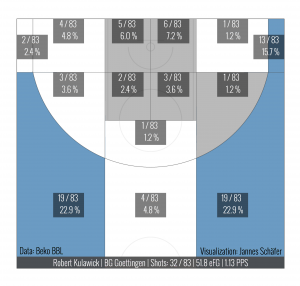 4 / 83
4.8 %
5 / 83
6.0 %
6 / 83
7.2 %
1 / 83
1.2 %
2 / 83
2.4 %
13 / 83
15.7 %
3 / 83
3.6 %
2 / 83
2.4 %
3 / 83
3.6 %
1 / 83
1.2 %
1 / 83
1.2 %
19 / 83
22.9 %
4 / 83
4.8 %
19 / 83
22.9 %
Data: Beko BBL
Visualization: Jannes Schäfer
Robert Kulawick | BG Goettingen | Shots: 32 / 83 | 51.8 eFG | 1.13 PPS